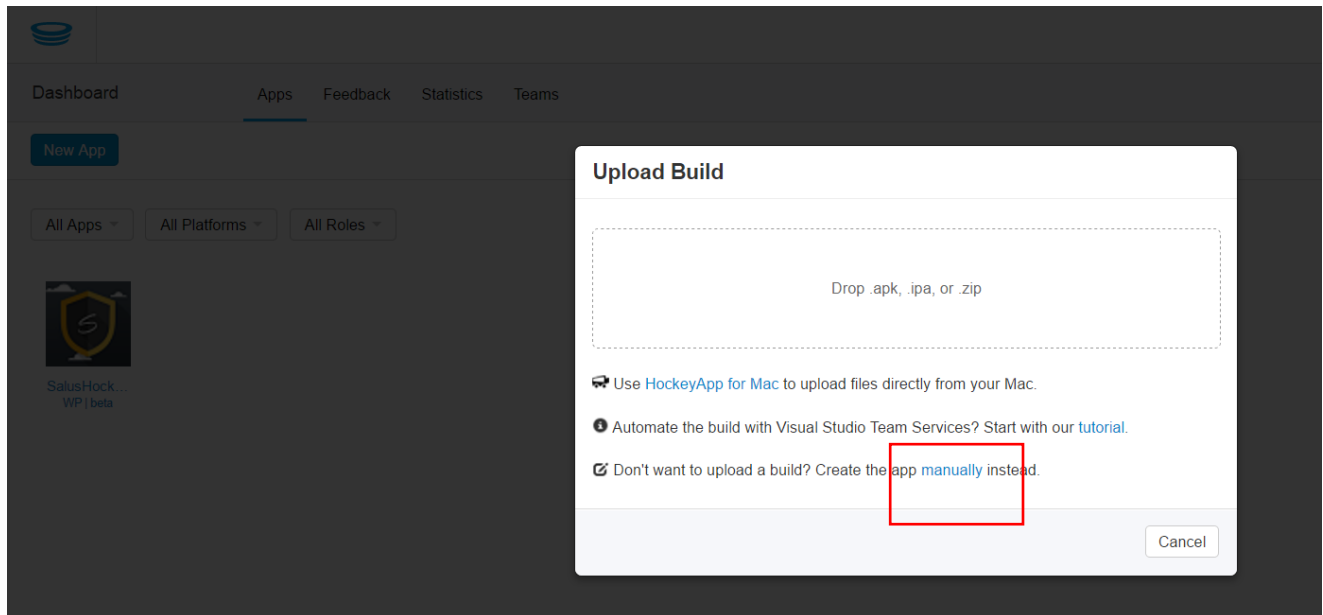 Dashboard
Apps
Feedback
Statistics
Teams
New App
All Apps
All Platforms
All Roles
S
SalusHock...
WP | beta
Upload Build
Drop .apk, .ipa, or .zip
Use HockeyApp for Mac to upload files directly from your Mac.
Automate the build with Visual Studio Team Services? Start with our tutorial.
Don't want to upload a build? Create the app manually instead.
Cancel